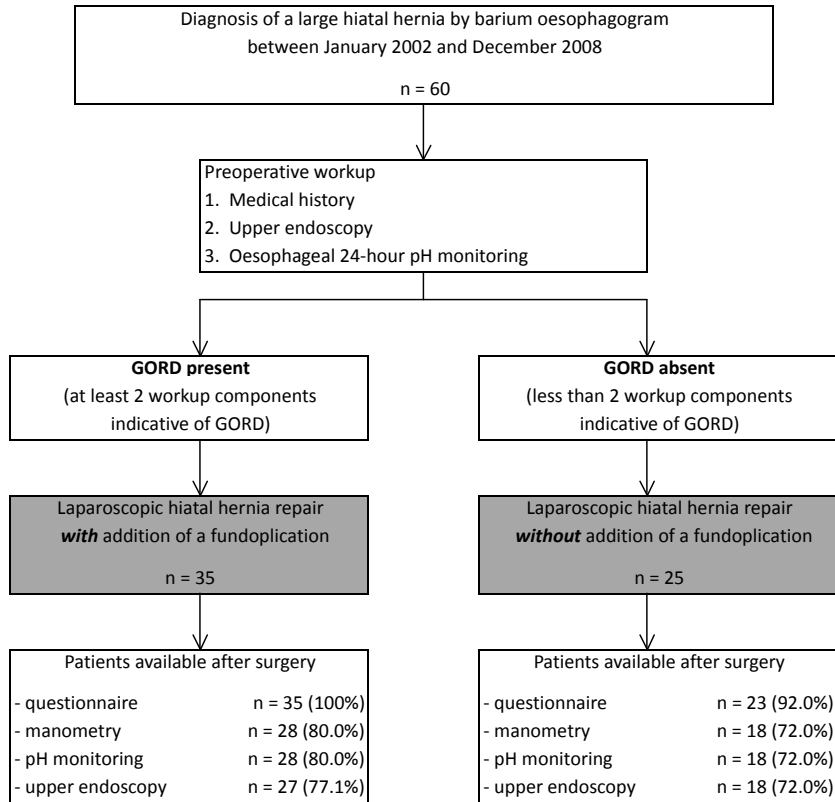 Diagnosis of a large hiatal hernia by barium oesophagogram
between January 2002 and December 2008
n = 60
Preoperative workup
1. Medical history
2. Upper endoscopy
3. Oesophageal 24-hour pH monitoring
GORD present
(at least 2 workup components
indicative of GORD)
GORD absent
(less than 2 workup components
indicative of GORD)
Laparoscopic hiatal hernia repair
with addition of a fundoplication
n = 35
Laparoscopic hiatal hernia repair
without addition of a fundoplication
n = 25
Patients available after surgery
- questionnaire n = 35 (100%)
- manometry n = 28 (80.0%)
- pH monitoring n = 28 (80.0%)
- upper endoscopy n = 27 (77.1%)
Patients available after surgery
- questionnaire n = 23 (92.0%)
- manometry n = 18 (72.0%)
- pH monitoring n = 18 (72.0%)
- upper endoscopy n = 18 (72.0%)